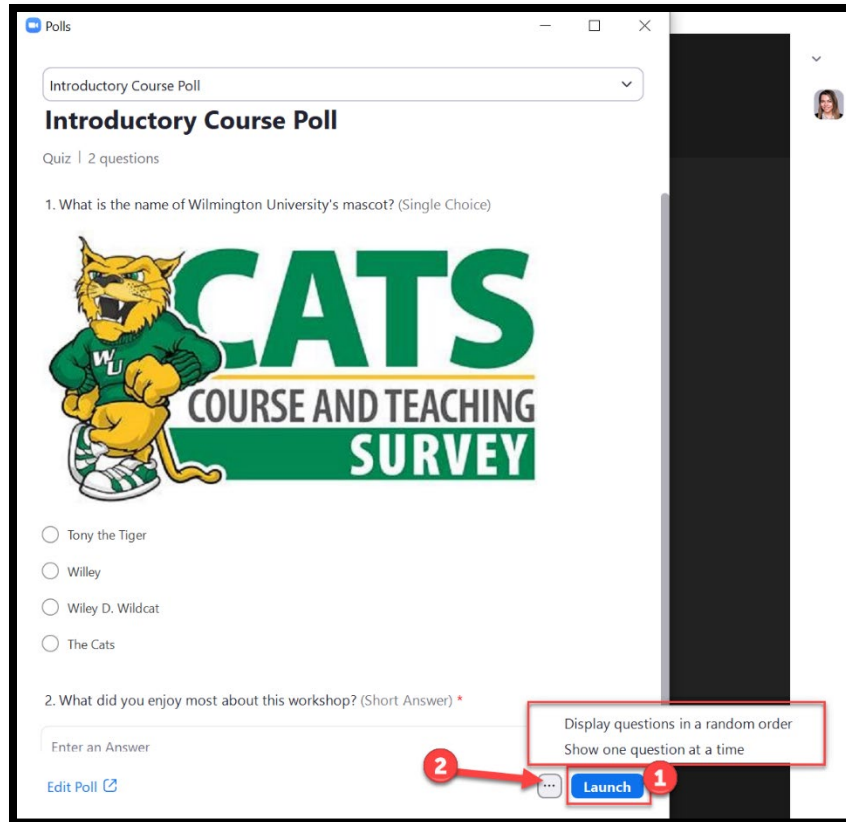 Polls
Introductory Course Poll
Introductory Course Poll
Quiz | 2 questions
1. What is the name of Wilmington University's mascot? (Single Choice)
CATS
WU
COURSE AND TEACHING
SURVEY
Tony the Tiger
Willey
Wiley D. Wildcat
The Cats
2. What did you enjoy most about this workshop? (Short Answer) *
Display questions in a random order
Enter an Answer
Show one question at a time
2
1
Edit Poll
...
Launch